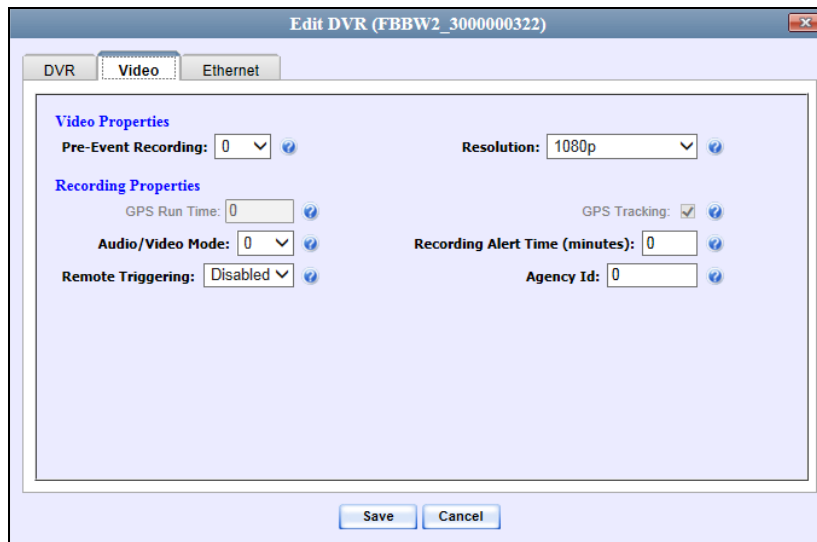 Edit DVR (FBBW2_3000000322)
DVR Video Ethernet
Video Properties
Pre-Event Recording: 0 Resolution: 1080p
Recording Properties
GPS Run Time: 0 GPS Tracking:
Audio/Video Mode: 0 Recording Alert Time (minutes): 0
Remote Triggering: Disabled Agency Id: 0
Save Cancel